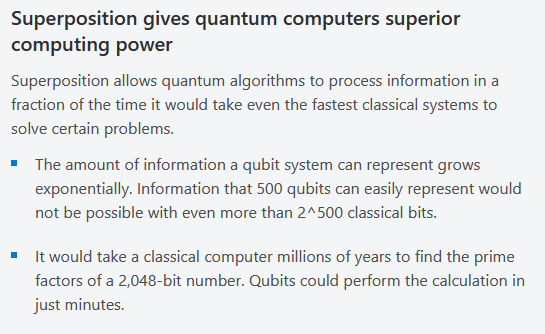 Superposition gives quantum computers superior
computing power
Superposition allows quantum algorithms to process information in a
fraction of the time it would take even the fastest classical systems to
solve certain problems.
The amount of information a qubit system can represent grows
exponentially. Information that 500 qubits can easily represent would
not be possible with even more than 2^500 classical bits.
It would take a classical computer millions of years to find the prime
factors of a 2,048-bit number. Qubits could perform the calculation in
just minutes.